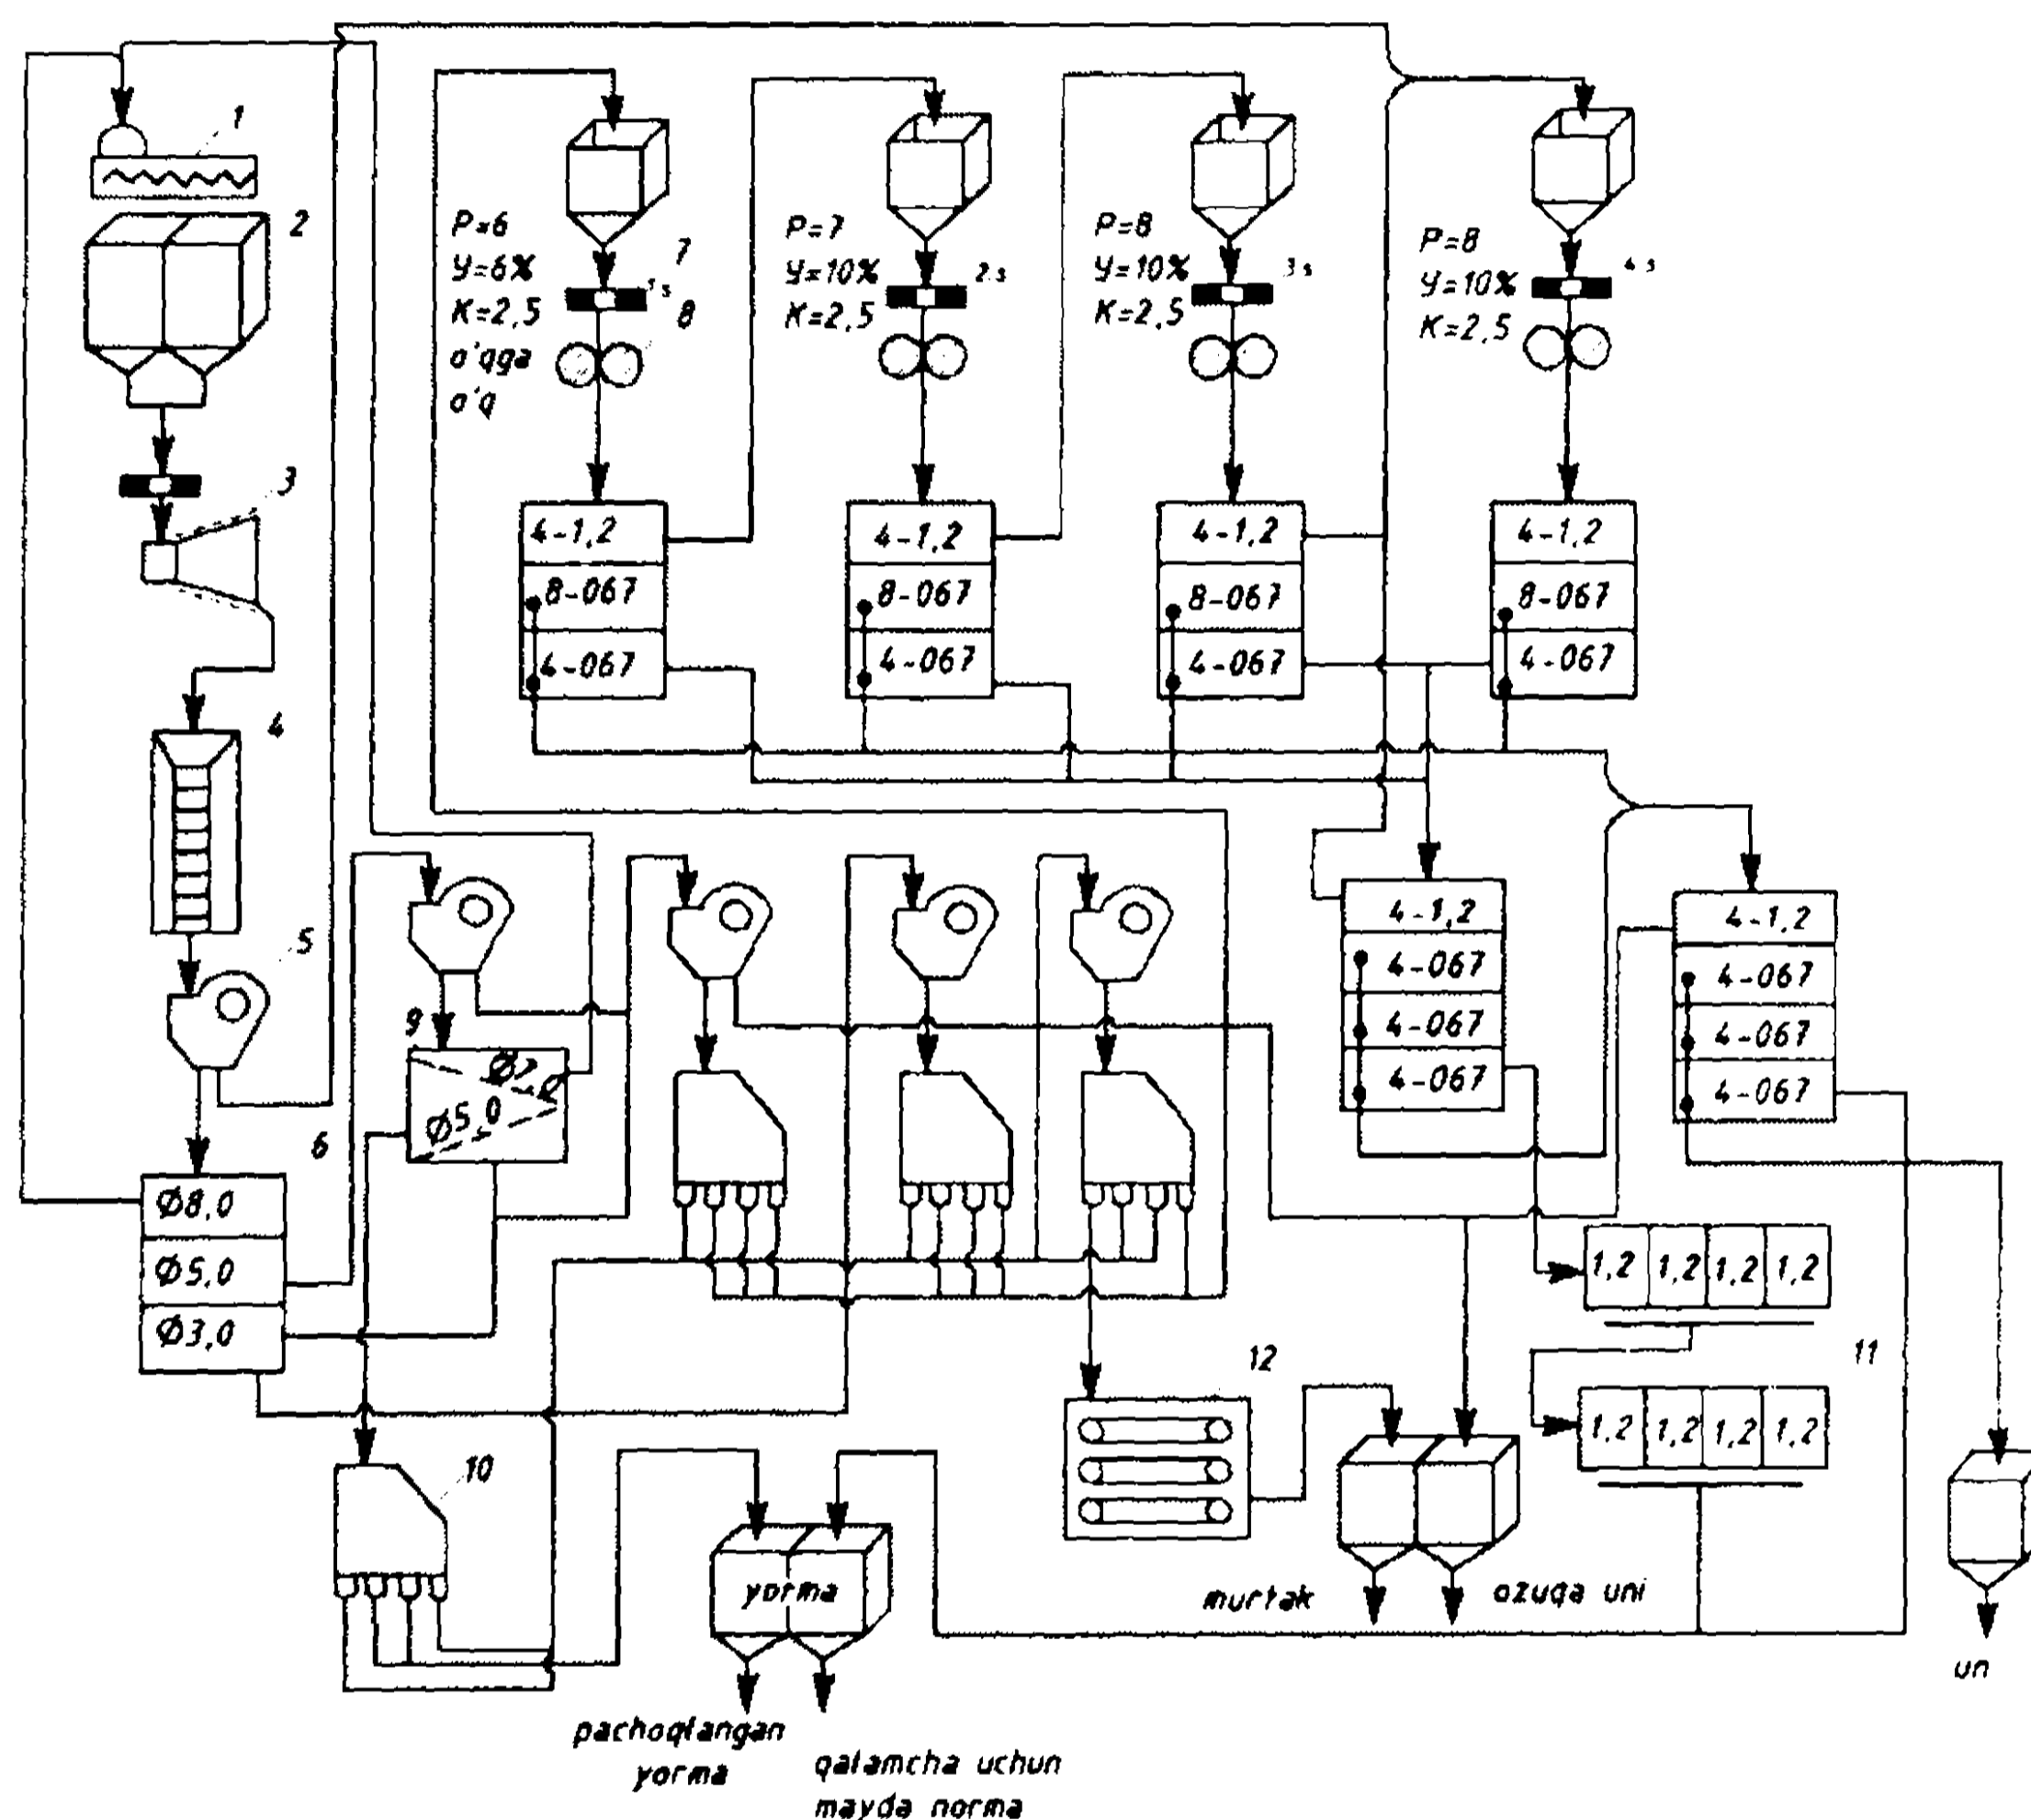 1
2
3
4
5
6
P=6
У=6%
К=2,5
o'qga
o'q
7
1s
8
P=7
У=10%
К=2,5
2s
P=8
У=10%
К=2,5
3s
P=8
У=10%
К=2,5
4s
4-1,2
8-067
4-067
4-1,2
8-067
4-067
4-1,2
8-067
4-067
4-1,2
8-067
4-067
4-1,2
4-067
4-067
4-067
4-1,2
4-067
4-067
4-067
9
Ø5,0
Ø8,0
Ø5,0
Ø3,0
1,2 1,2 1,2 1,2
11
1,2 1,2 1,2 1,2
12
10
yorma
murtak
ozuqa uni
un
pachoqlangan
yorma
qalamcha uchun
mayda norma